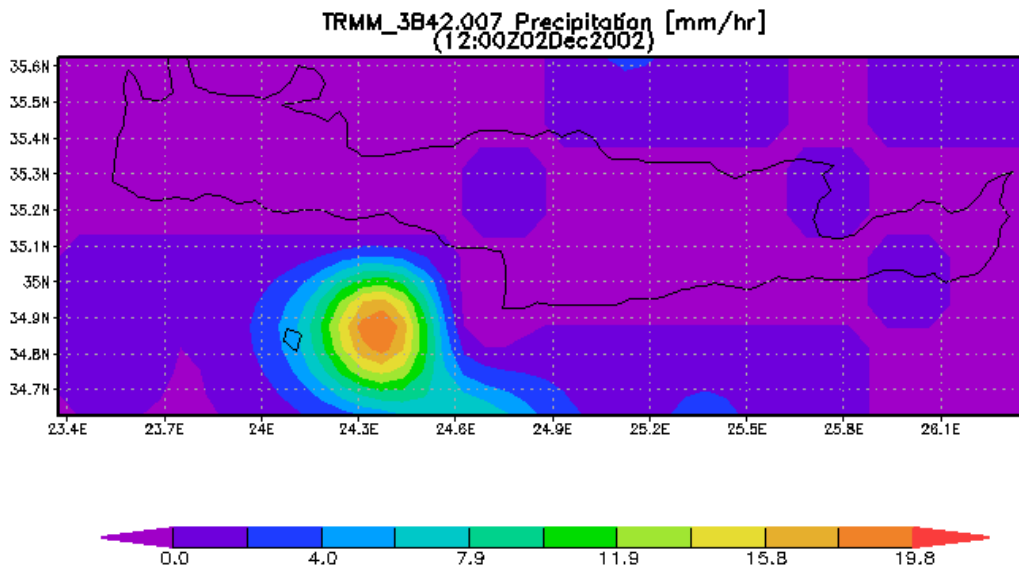 TRMM_3B42.007 Precipitation [mm/hr]
(12:00Z02Dec2002)
35.6N
35.5N
35.4N
35.3N
35.2N
35.1N
35N
34.9N
34.8N
34.7N
23.4E 23.7E 24E 24.3E 24.6E 24.9E 25.2E 25.5E 25.8E 26.1E
0.0 4.0 7.9 11.9 15.8 19.8